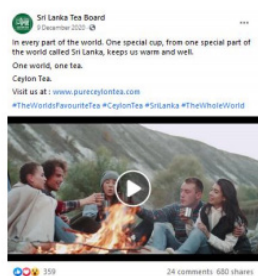 Sri Lanka Tea Board
9 December 2020 ·
In every part of the world. One special cup, from one special part of
the world called Sri Lanka, keeps us warm and well.
One world, one tea.
Ceylon Tea.
Visit us at : www.pureceylontea.com
#TheWorldsFavouriteTea #CeylonTea #SriLanka #TheWholeWorld
359
24 comments 680 shares